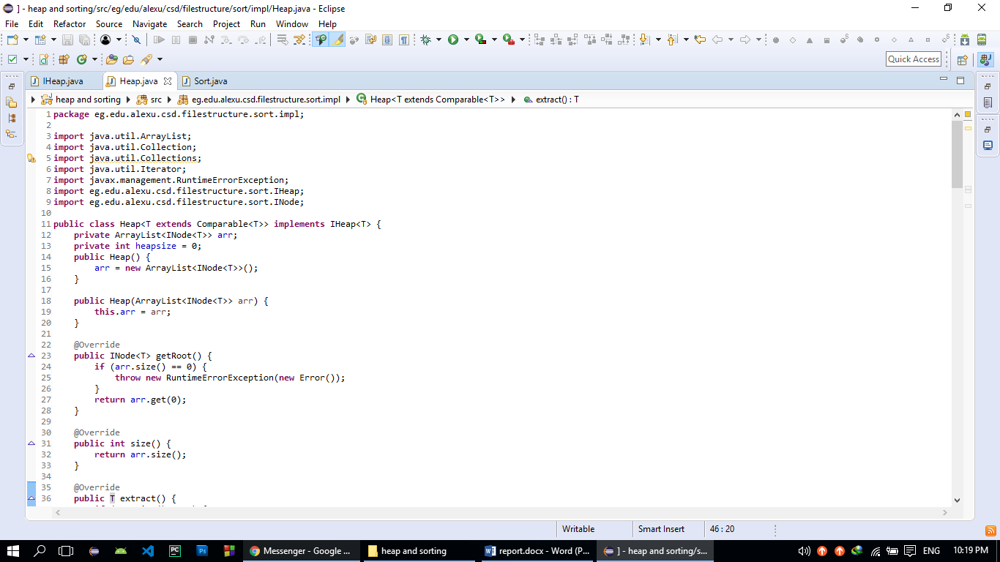 ] - heap and sorting/src/eg/edu/alexu/csd/filestructure/sort/impl/Heap.java - Eclipse
File Edit Refactor Source Navigate Search Project Run Window Help
Quick Access
IHeap.java Heap.java Sort.java
heap and sorting src eg.edu.alexu.csd.filestructure.sort.impl Heap<T extends Comparable<T>> extract() : T
1 package eg.edu.alexu.csd.filestructure.sort.impl;
2
3 import java.util.ArrayList;
4 import java.util.Collection;
5 import java.util.Collections;
6 import java.util.Iterator;
7 import javax.management.RuntimeErrorException;
8 import eg.edu.alexu.csd.filestructure.sort.IHeap;
9 import eg.edu.alexu.csd.filestructure.sort.INode;
10
11 public class Heap<T extends Comparable<T>> implements IHeap<T> {
12 private ArrayList<INode<T>> arr;
13 private int heapsize = 0;
14 public Heap() {
15 arr = new ArrayList<INode<T>>();
16 }
17
18 public Heap(ArrayList<INode<T>> arr) {
19 this.arr = arr;
20 }
21
22 @Override
23 public INode<T> getRoot() {
24 if (arr.size() == 0) {
25 throw new RuntimeErrorException(new Error());
26 }
27 return arr.get(0);
28 }
29
30 @Override
31 public int size() {
32 return arr.size();
33 }
34
35 @Override
36 public T extract() {
Writable Smart Insert 46 : 20
Messenger - Google ... heap and sorting report.docx - Word (P... ] - heap and sorting/s... ENG 10:19 PM